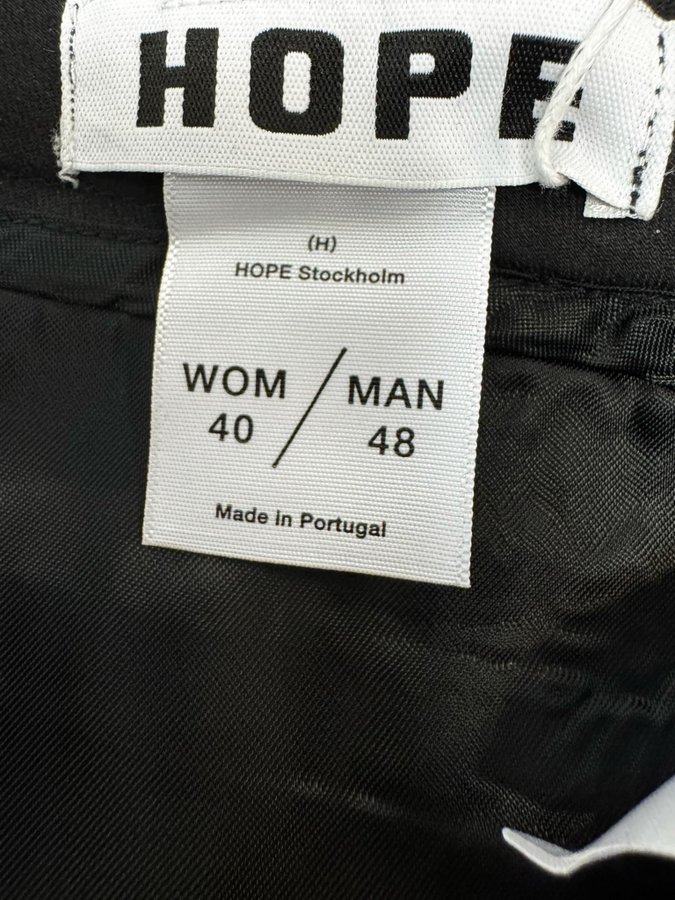 HOPE
(H)
HOPE Stockholm
WOM / MAN
40 48
Made in Portugal